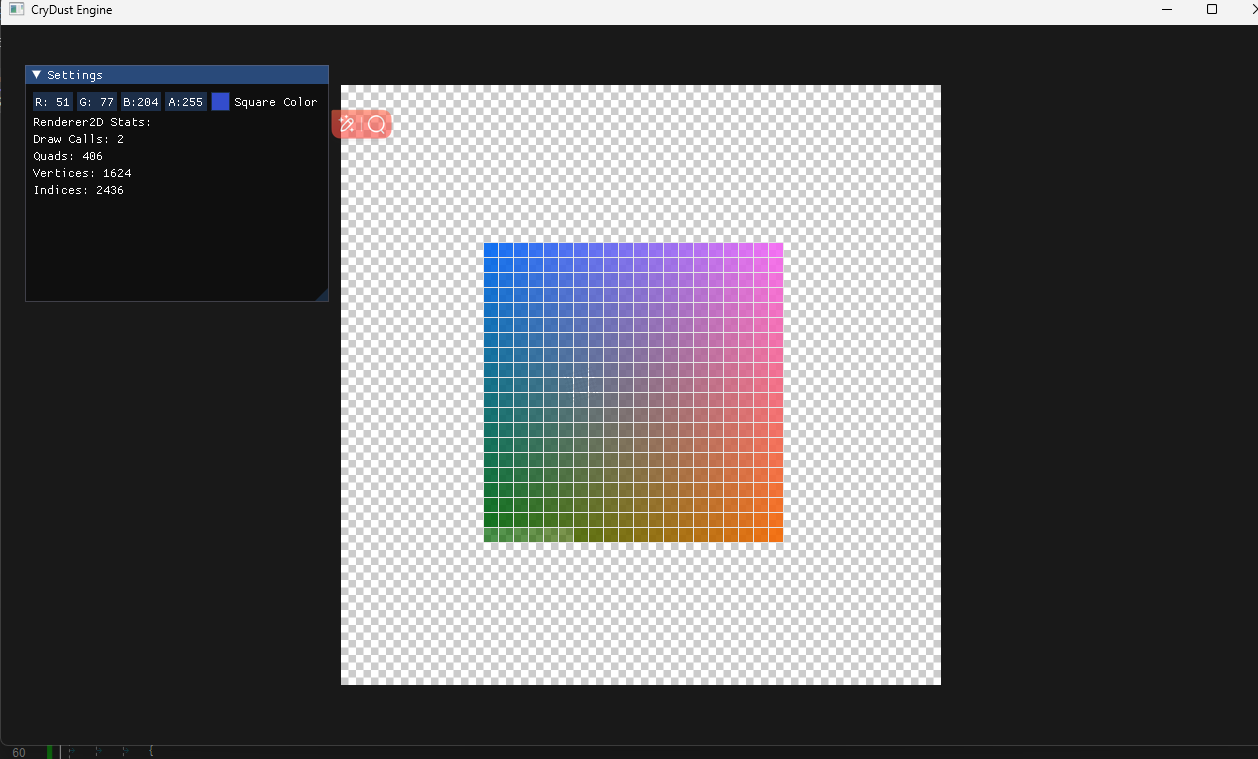 CryDust Engine
Settings
R: 51 G: 77 B:204 A:255 Square Color
Renderer2D Stats:
Draw Calls: 2
Quads: 406
Vertices: 1624
Indices: 2436
60 {